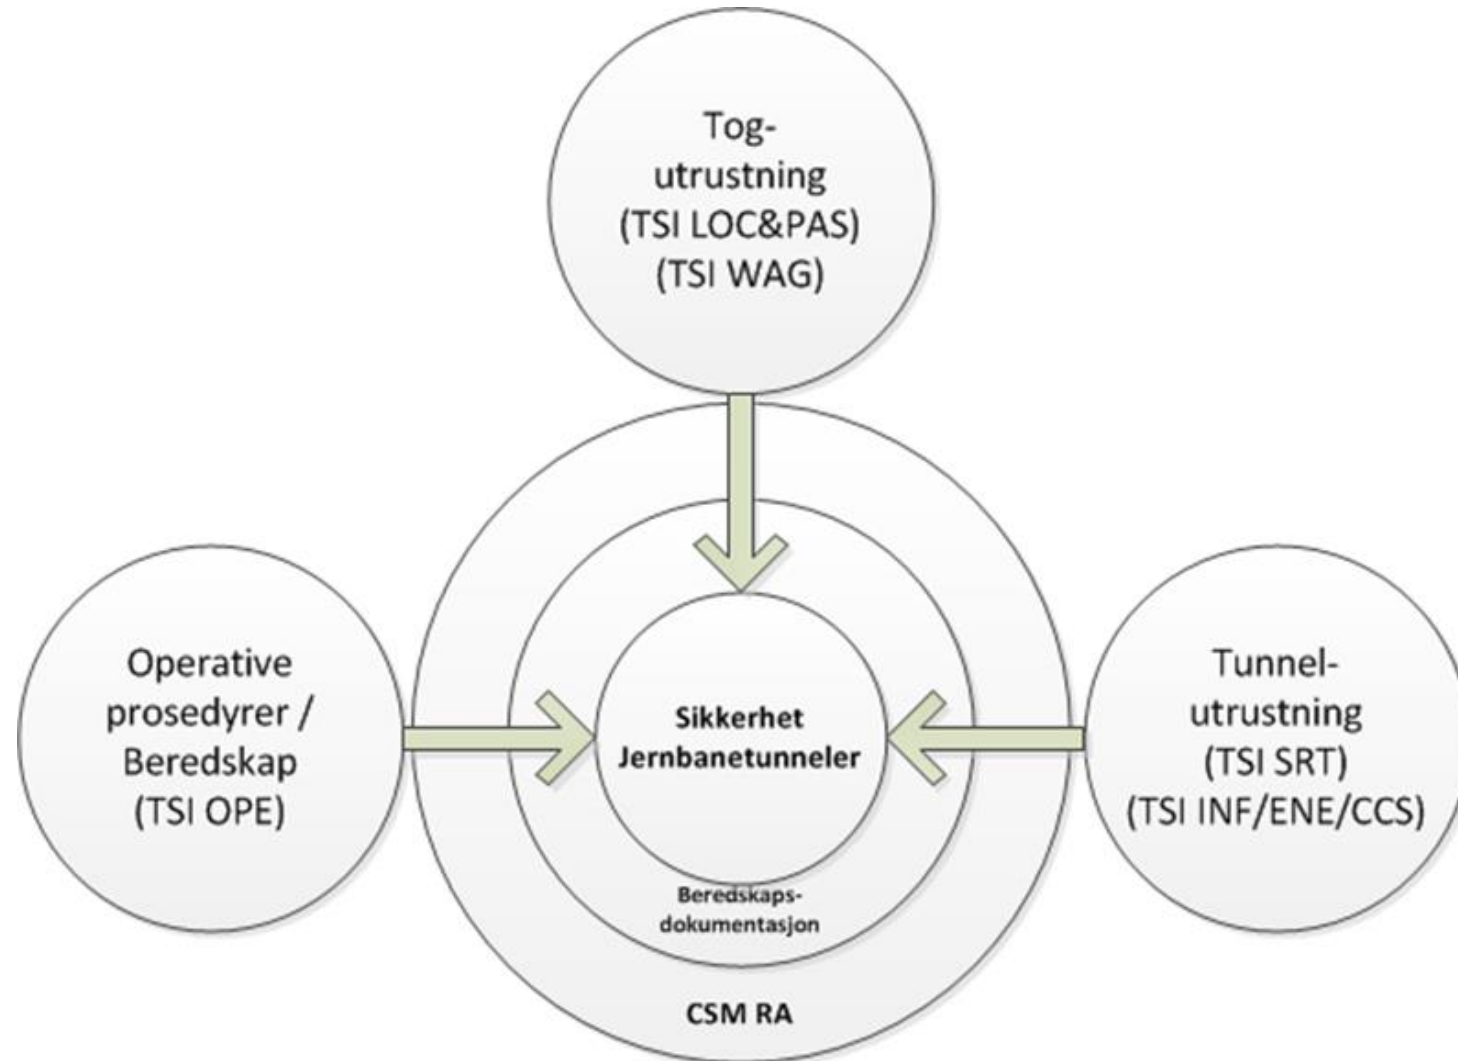 Tog-
utrustning
(TSI LOC&PAS)
(TSI WAG)
Operative
prosedyrer /
Beredskap
(TSI OPE)
Sikkerhet
Jernbanetunneler
Tunnel-
utrustning
(TSI SRT)
(TSI INF/ENE/CCS)
Beredskaps-
dokumentasjon
CSM RA